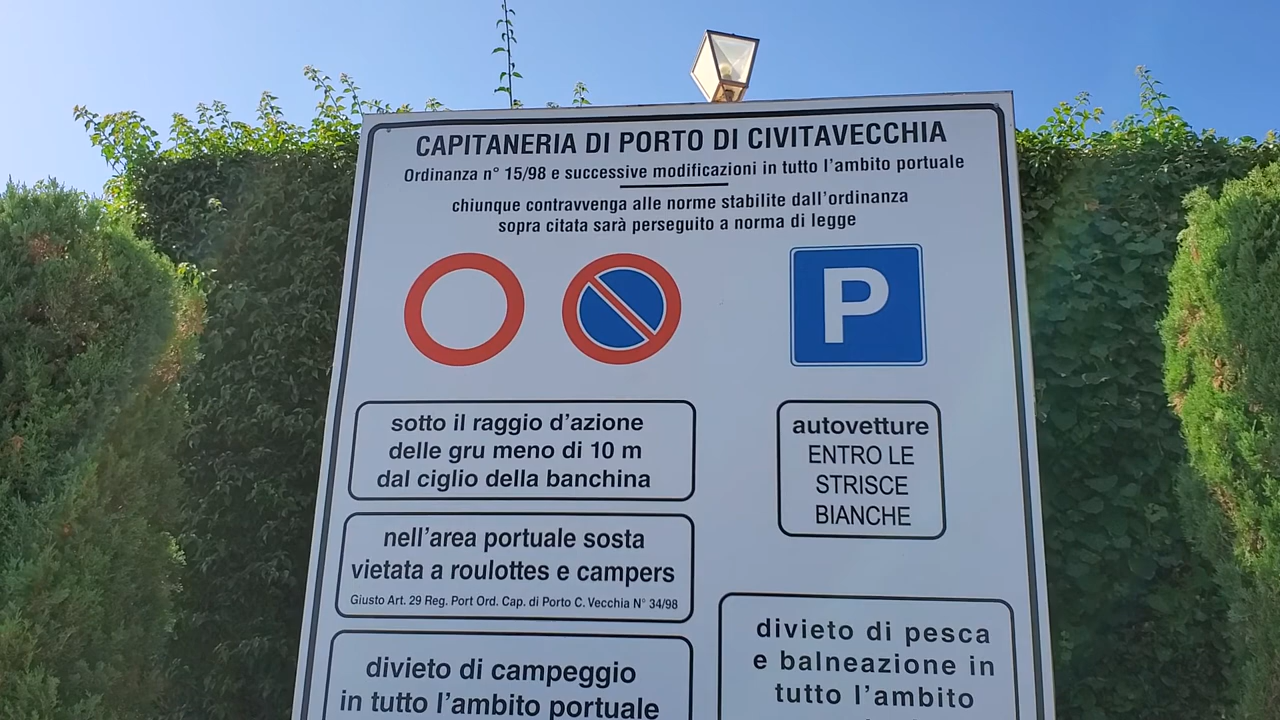 CAPITANERIA DI PORTO DI CIVITAVECCHIA
Ordinanza n° 15/98 e successive modificazioni in tutto l'ambito portuale
chiunque contravvenga alle norme stabilite dall'ordinanza
sopra citata sarà perseguito a norma di legge
P
sotto il raggio d'azione
delle gru meno di 10 m
dal ciglio della banchina
autovetture
ENTRO LE
STRISCE
BIANCHE
nell'area portuale sosta
vietata a roulottes e campers
Giusto Art. 29 Reg. Port Ord. Cap. di Porto C. Vecchia N° 34/98
divieto di campeggio
in tutto l'ambito portuale
divieto di pesca
e balneazione in
tutto l'ambito